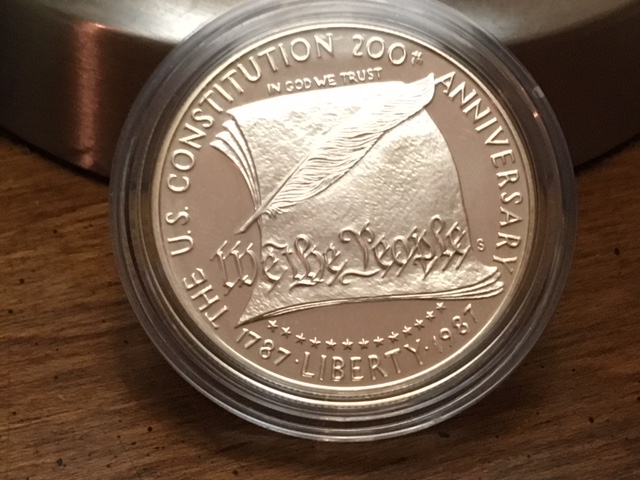 THE U.S. CONSTITUTION 200th ANNIVERSARY
IN GOD WE TRUST
We the People
S
1787 · LIBERTY · 1987